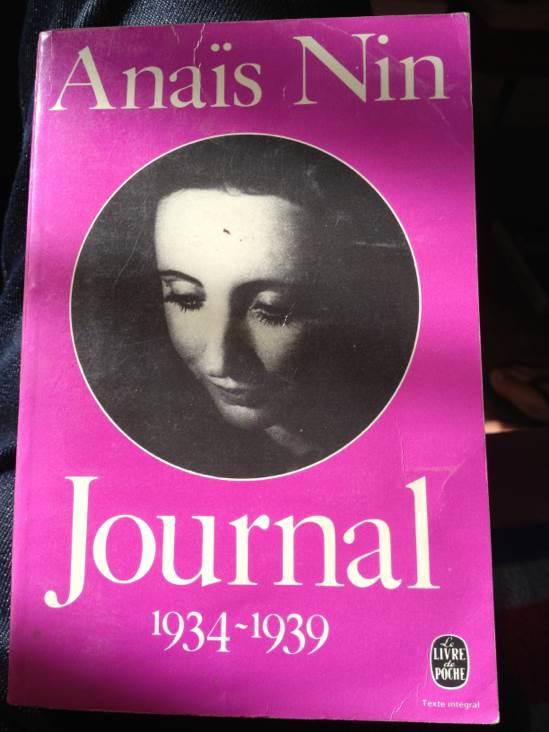 Anaïs Nin
Journal
1934-1939
Le
LIVRE
de
POCHE
Texte intégral